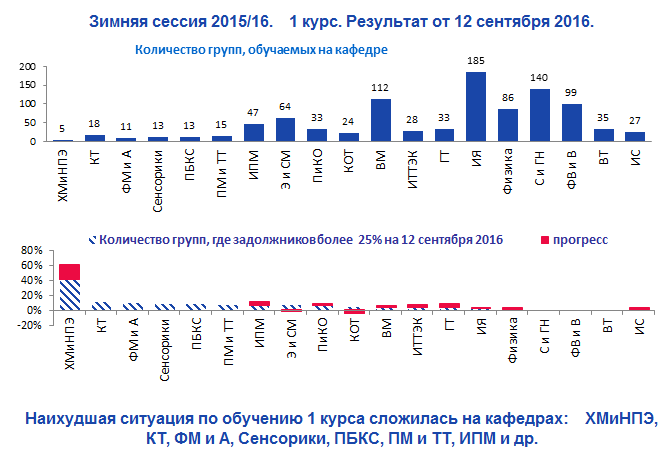 Зимняя сессия 2015/16. 1 курс. Результат от 12 сентября 2016.
Количество групп, обучаемых на кафедре
200
150
100
50
0
5 18 11 13 13 15 47 64 33 24 112 28 33 185 86 140 99 35 27
ХМиНПЭ КТ ФМ и А Сенсорики ПБКС ПМ и ТТ ИПМ Э и СМ ПиКО КОТ ВМ ИТТЭК ГТ ИЯ Физика С и ГН ФВ и В ВТ ИС
Количество групп, где задолжников более 25% на 12 сентября 2016 прогресс
80%
60%
40%
20%
0%
-20%
ХМиНПЭ КТ ФМ и А Сенсорики ПБКС ПМ и ТТ ИПМ Э и СМ ПиКО КОТ ВМ ИТТЭК ГТ ИЯ Физика С и ГН ФВ и В ВТ ИС
Наихудшая ситуация по обучению 1 курса сложилась на кафедрах: ХМиНПЭ,
КТ, ФМ и А, Сенсорики, ПБКС, ПМ и ТТ, ИПМ и др.